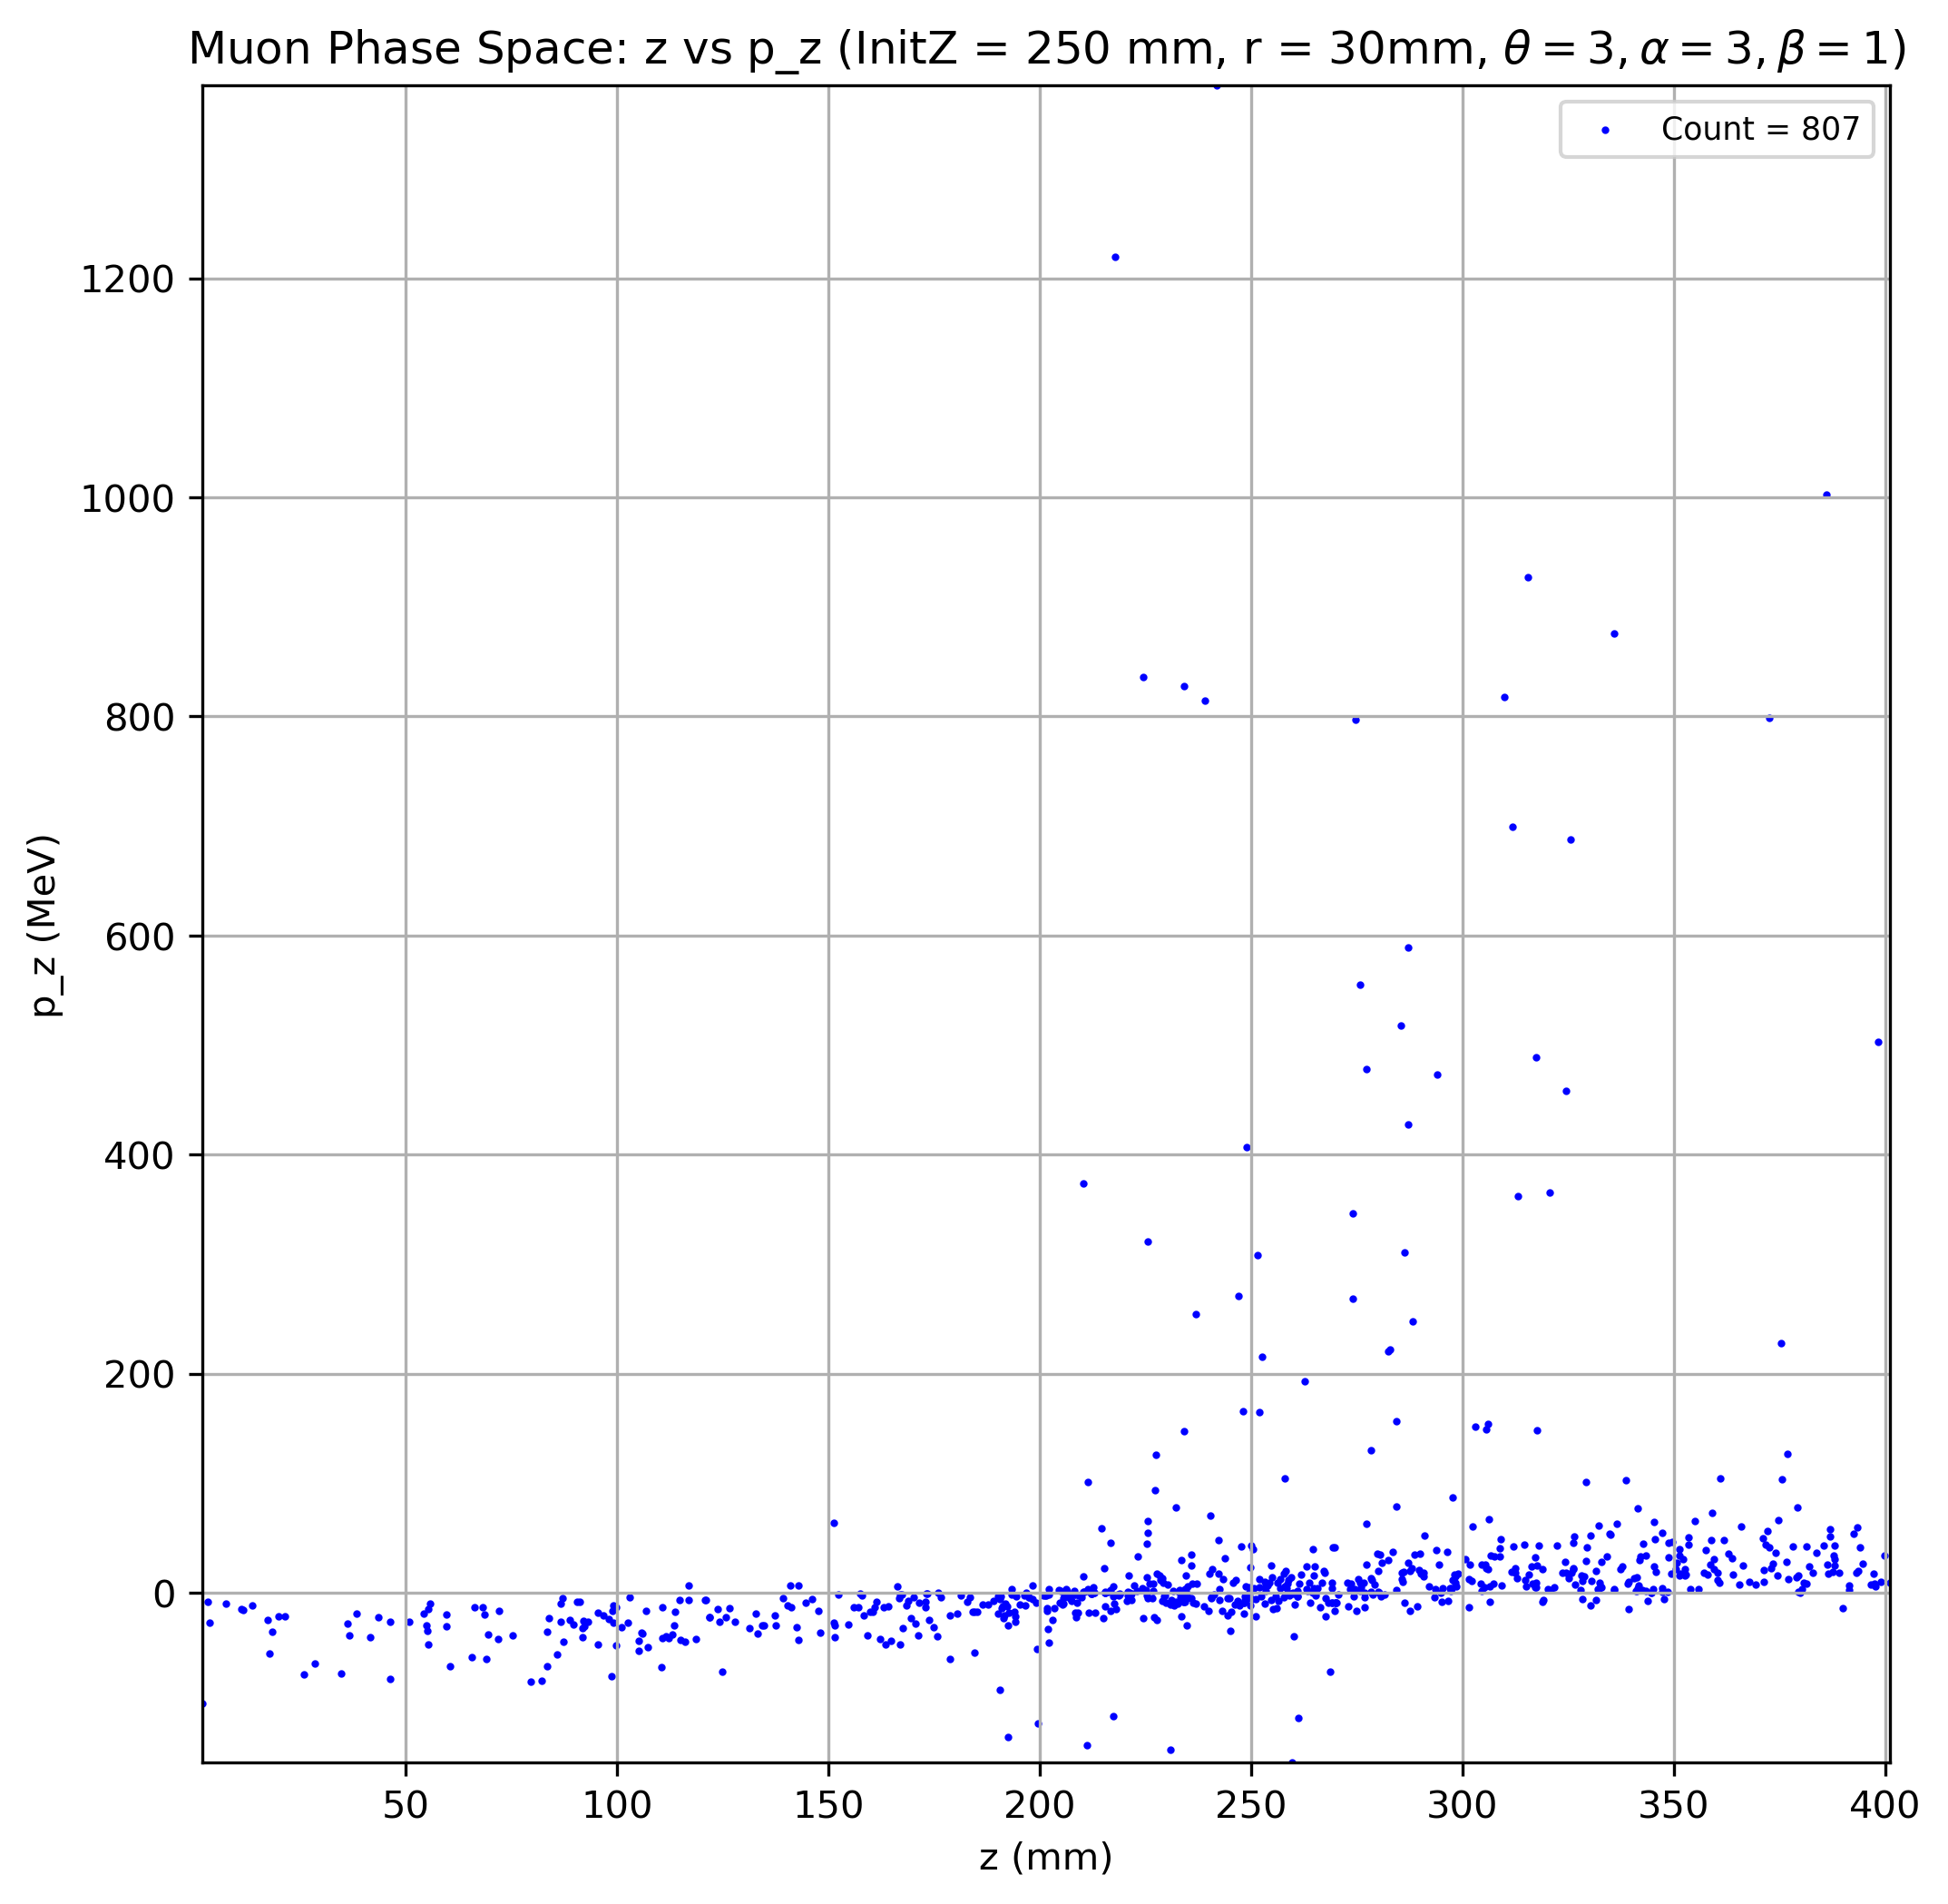 Muon Phase Space: z vs p_z (InitZ = 250 mm, r = 30mm, θ = 3, α = 3, β = 1)
Count = 807
1200
1000
800
600
400
200
0
p_z (MeV)
50 100 150 200 250 300 350 400
z (mm)